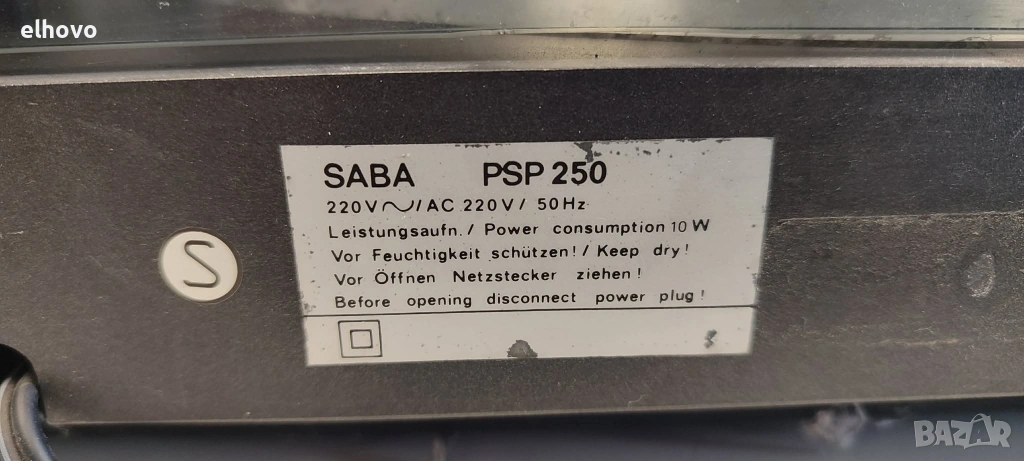 elhovo
SABA PSP 250
220V~/AC 220V/ 50Hz
Leistungsaufn./ Power consumption 10 W
Vor Feuchtigkeit schützen!/ Keep dry!
Vor Öffnen Netzstecker ziehen!
Before opening disconnect power plug!
S
BAZAR